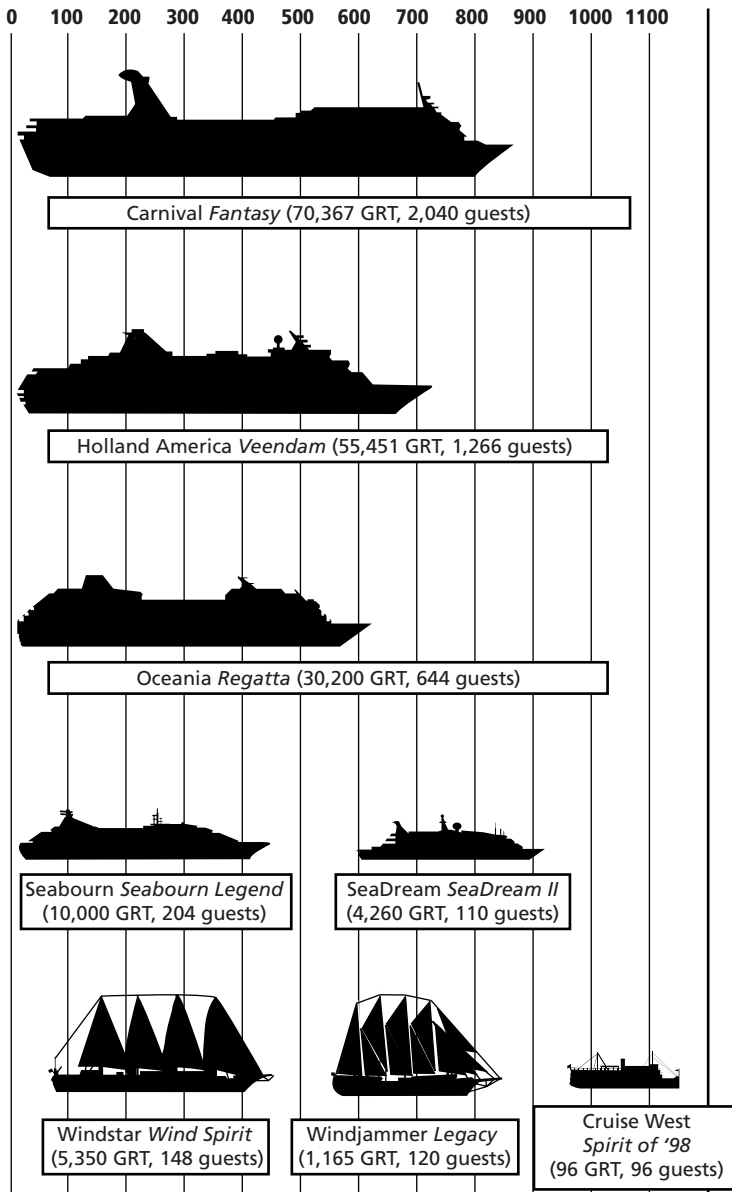 0 100 200 300 400 500 600 700 800 900 1000 1100
Carnival Fantasy (70,367 GRT, 2,040 guests)
Holland America Veendam (55,451 GRT, 1,266 guests)
Oceania Regatta (30,200 GRT, 644 guests)
Seabourn Seabourn Legend
(10,000 GRT, 204 guests)
SeaDream SeaDream II
(4,260 GRT, 110 guests)
Windstar Wind Spirit
(5,350 GRT, 148 guests)
Windjammer Legacy
(1,165 GRT, 120 guests)
Cruise West
Spirit of ‘98
(96 GRT, 96 guests)